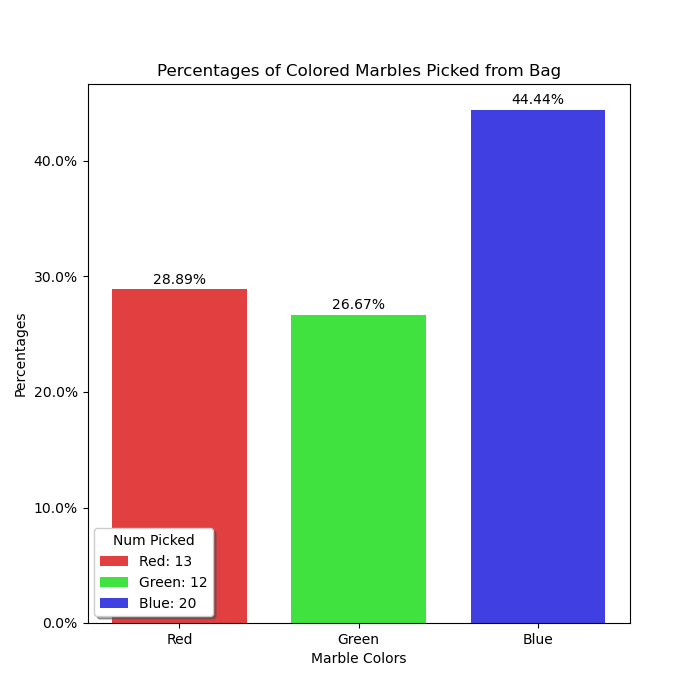 Percentages of Colored Marbles Picked from Bag
44.44%
40.0%
30.0%
28.89%
26.67%
Percentages
20.0%
10.0%
Num Picked
Red: 13
Green: 12
Blue: 20
0.0%
Red Green Blue
Marble Colors